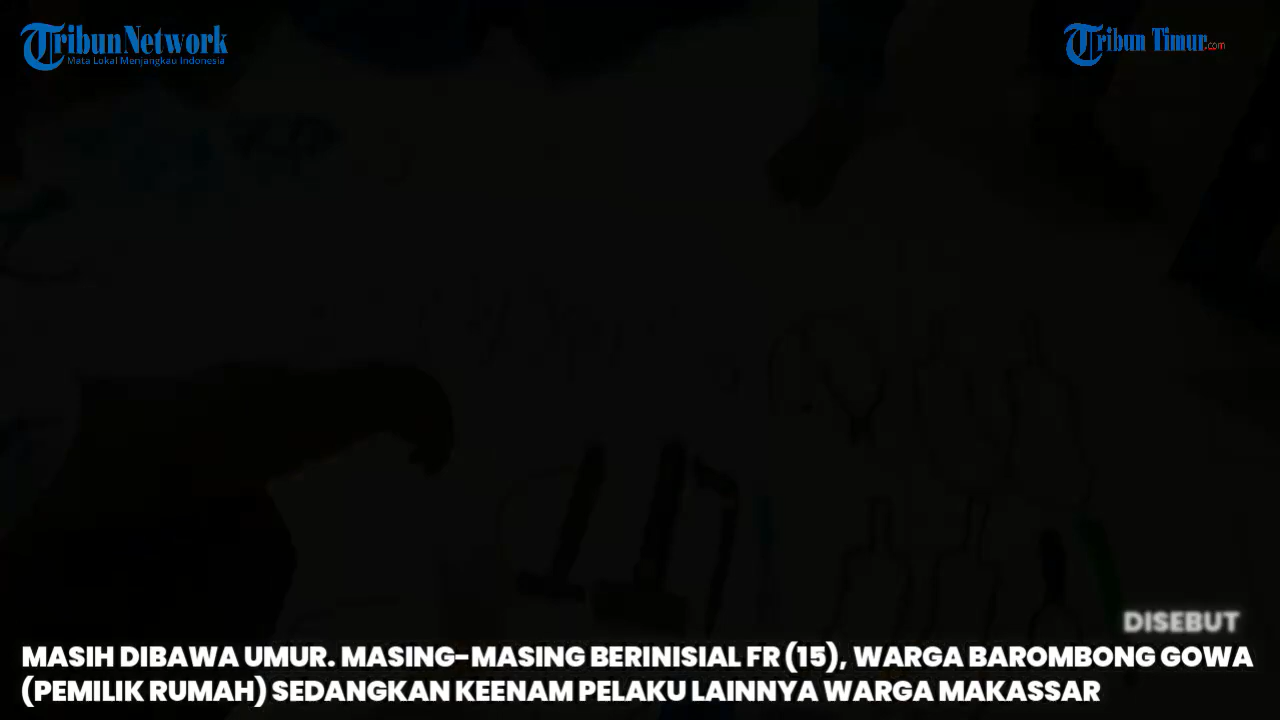 TribunNetwork
Mata Lokal Menjangkau Indonesia
Tribun Timur.com
DISEBUT
MASIH DIBAWA UMUR. MASING-MASING BERINISIAL FR (15), WARGA BAROMBONG GOWA
(PEMILIK RUMAH) SEDANGKAN KEENAM PELAKU LAINNYA WARGA MAKASSAR